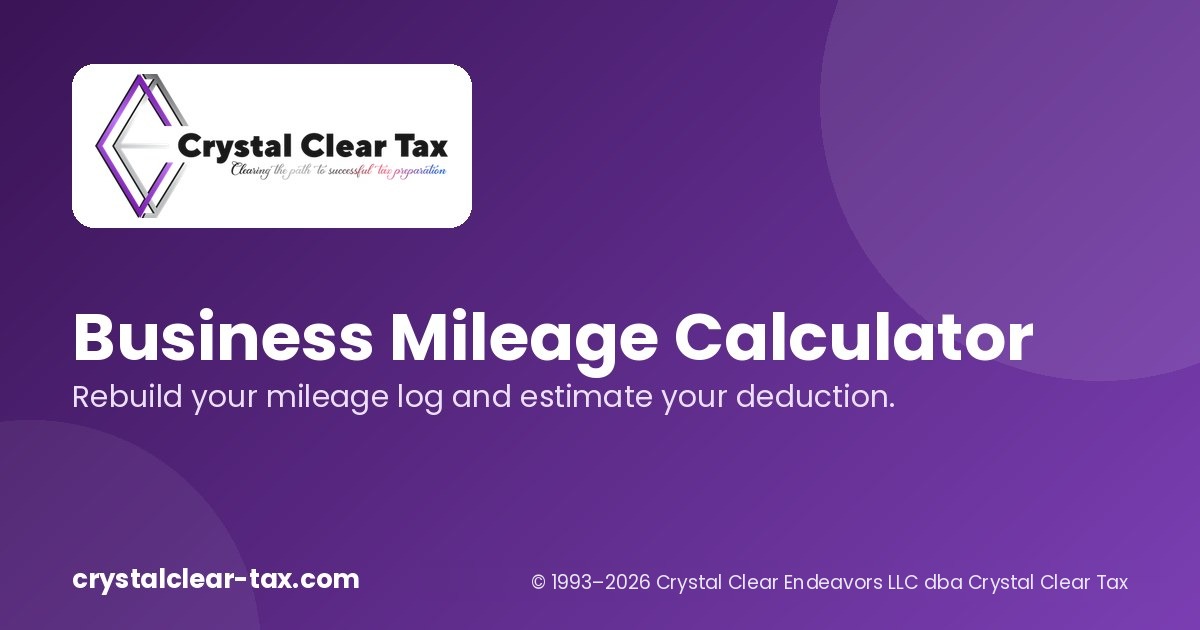 Crystal Clear Tax
Clearing the path to successful tax preparation
Business Mileage Calculator
Rebuild your mileage log and estimate your deduction.
crystalclear-tax.com
© 1993–2026 Crystal Clear Endeavors LLC dba Crystal Clear Tax